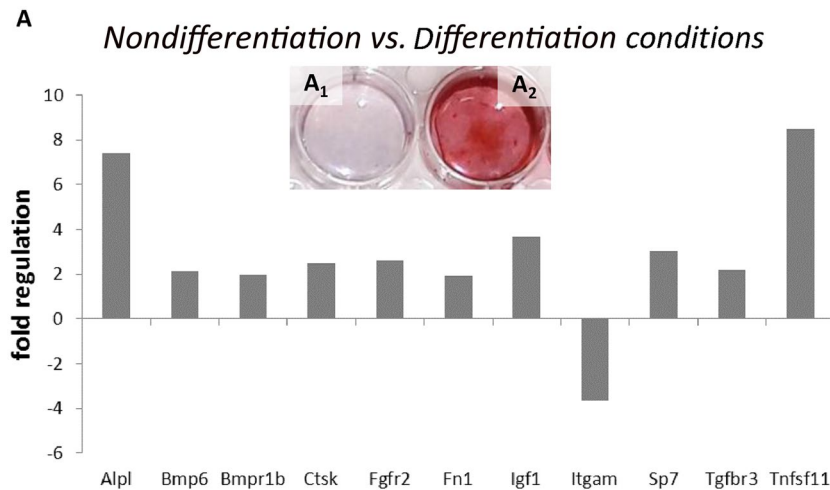 A
Nondifferentiation vs. Differentiation conditions
A1
A2
10
8
6
4
2
0
-2
-4
-6
fold regulation
Alpl Bmp6 Bmpr1b Ctsk Fgfr2 Fn1 Igf1 Itgam Sp7 Tgfbr3 Tnfsf11